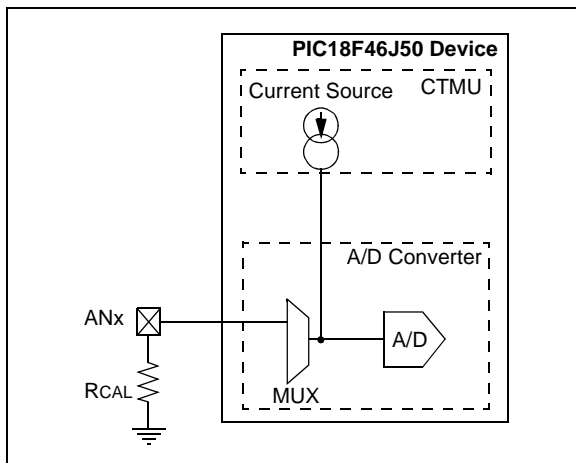 PIC18F46J50 Device
Current Source
CTMU
A/D Converter
ANx
A/D
RCAL
MUX